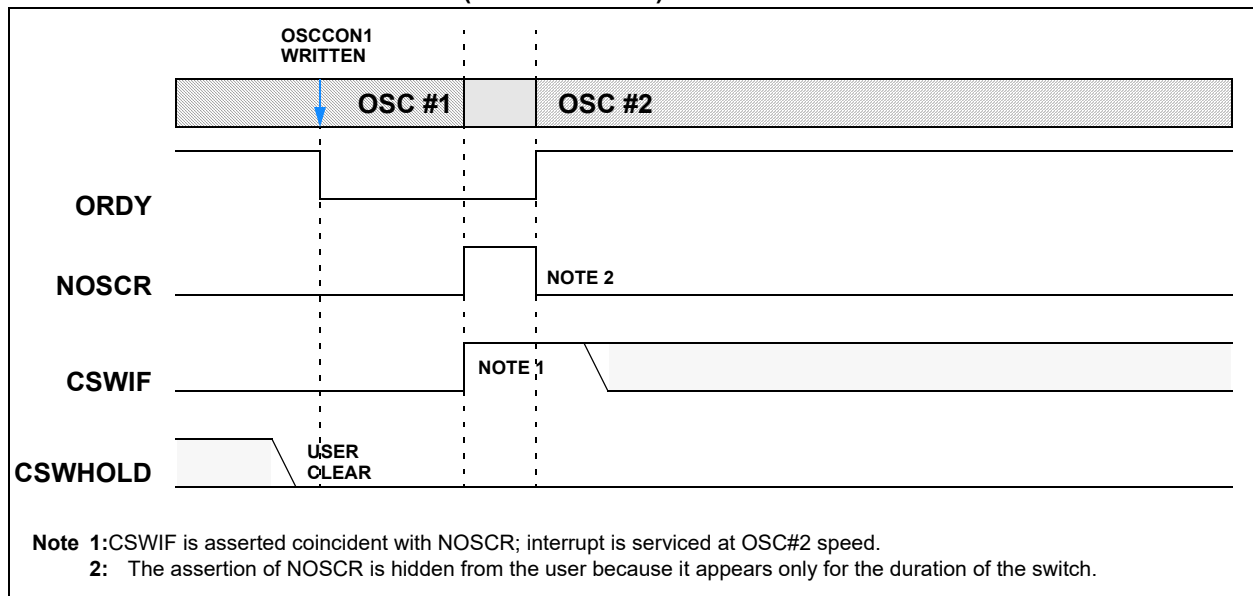 OSCCON1
WRITTEN
OSC #1
OSC #2
ORDY
NOSCR
NOTE 2
CSWIF
NOTE 1
CSWHOLD
USER
CLEAR
Note 1:CSWIF is asserted coincident with NOSCR; interrupt is serviced at OSC#2 speed.
2: The assertion of NOSCR is hidden from the user because it appears only for the duration of the switch.